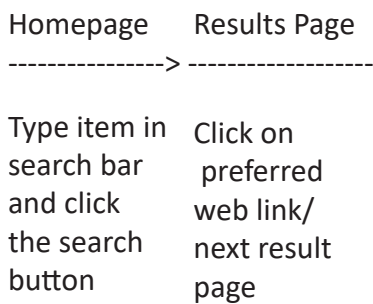 Homepage
----------------->
Type item in
search bar
and click
the search
button
Results Page
-------------------
Click on
preferred
web link/
next result
page